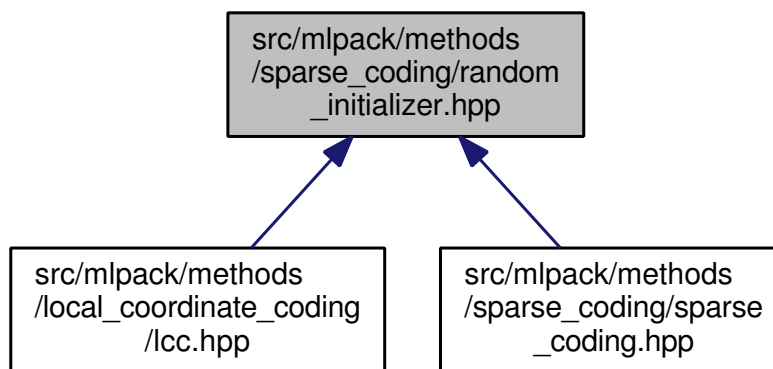 src/mlpack/methods
/sparse_coding/random
_initializer.hpp
src/mlpack/methods
/local_coordinate_coding
/lcc.hpp
src/mlpack/methods
/sparse_coding/sparse
_coding.hpp